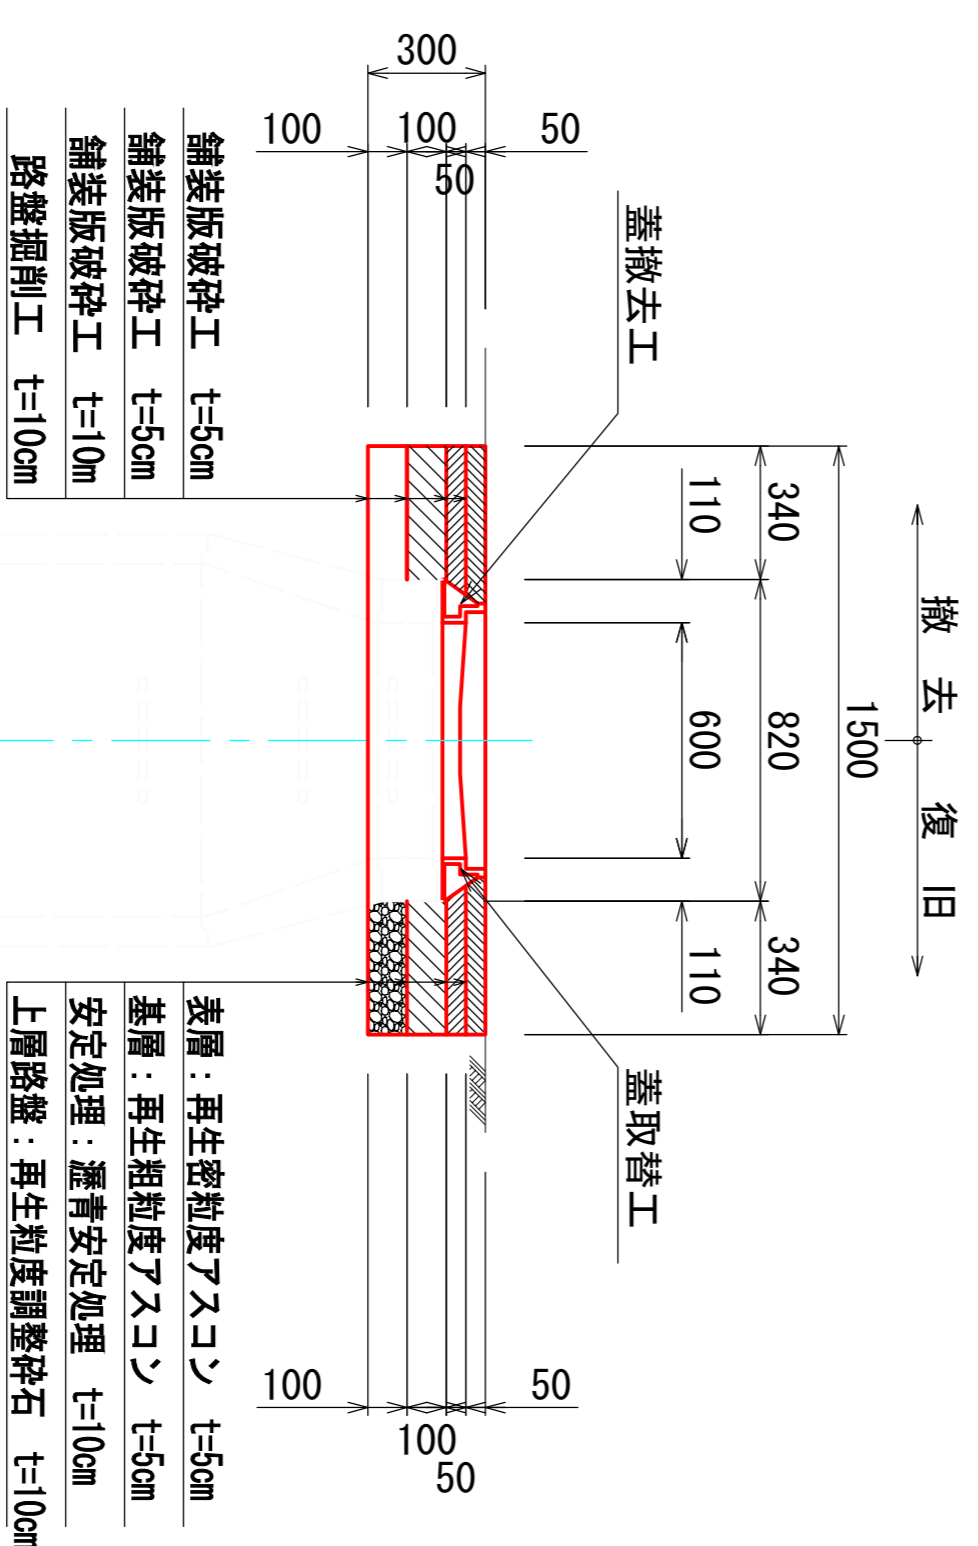 撤去 復旧
1500
340 820 340
110 600 110
蓋撤去工
蓋取替工
50
50
100
100
300
50
50
100
100
舗装版破砕工 t=5cm
舗装版破砕工 t=5cm
舗装版破砕工 t=10m
路盤掘削工 t=10cm
表層：再生密粒度アスコン t=5cm
基層：再生粗粒度アスコン t=5cm
安定処理：瀝青安定処理 t=10cm
上層路盤：再生粒度調整砕石 t=10cm